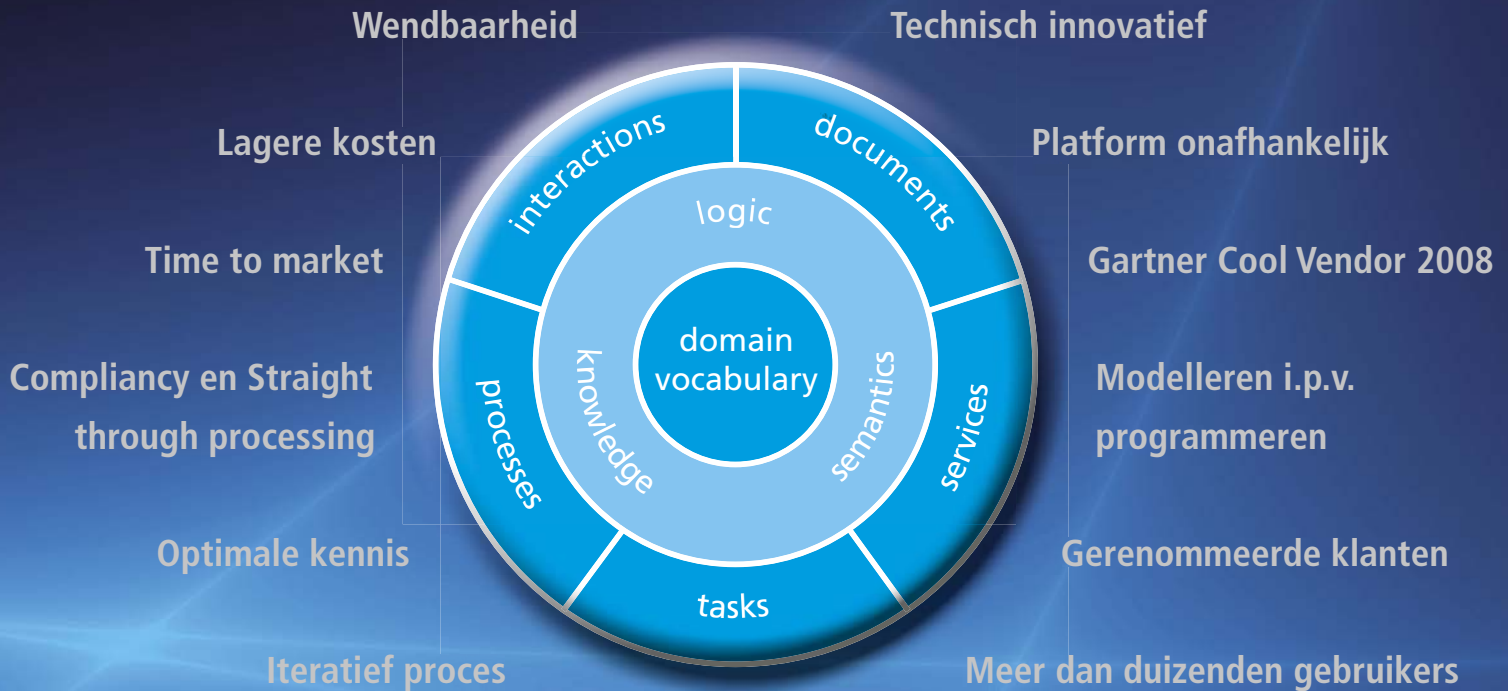 Wendbaarheid
Technisch innovatief
Lagere kosten
Platform onafhankelijk
Time to market
Gartner Cool Vendor 2008
Compliancy en Straight
through processing
Modelleren i.p.v.
programmeren
Optimale kennis
Gerenommeerde klanten
Iteratief proces
Meer dan duizenden gebruikers
interactions
documents
services
tasks
processes
logic
semantics
knowledge
domain
vocabulary